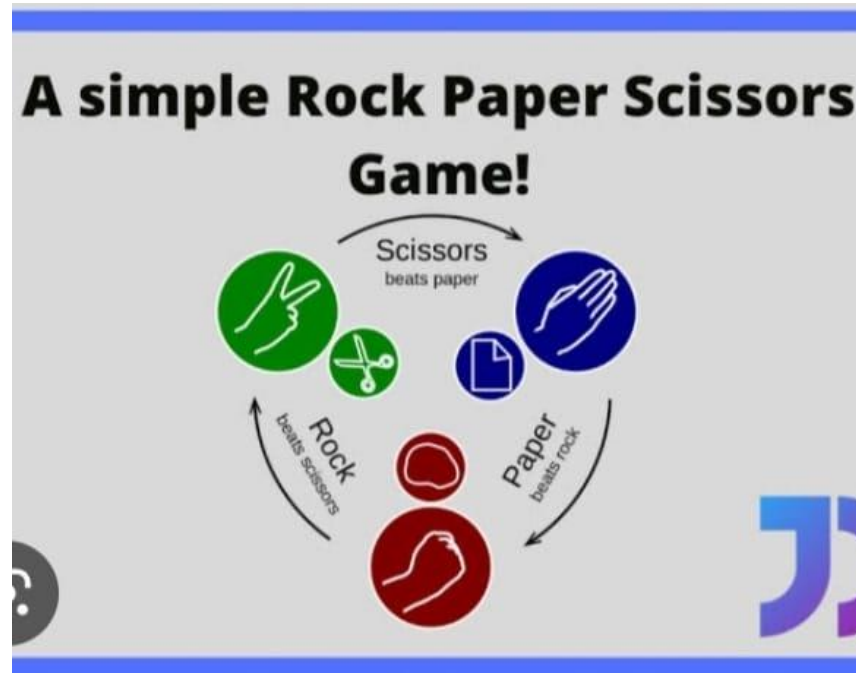 A simple Rock Paper Scissors
Game!
Scissors
beats paper
Rock
beats scissors
Paper
beats rock